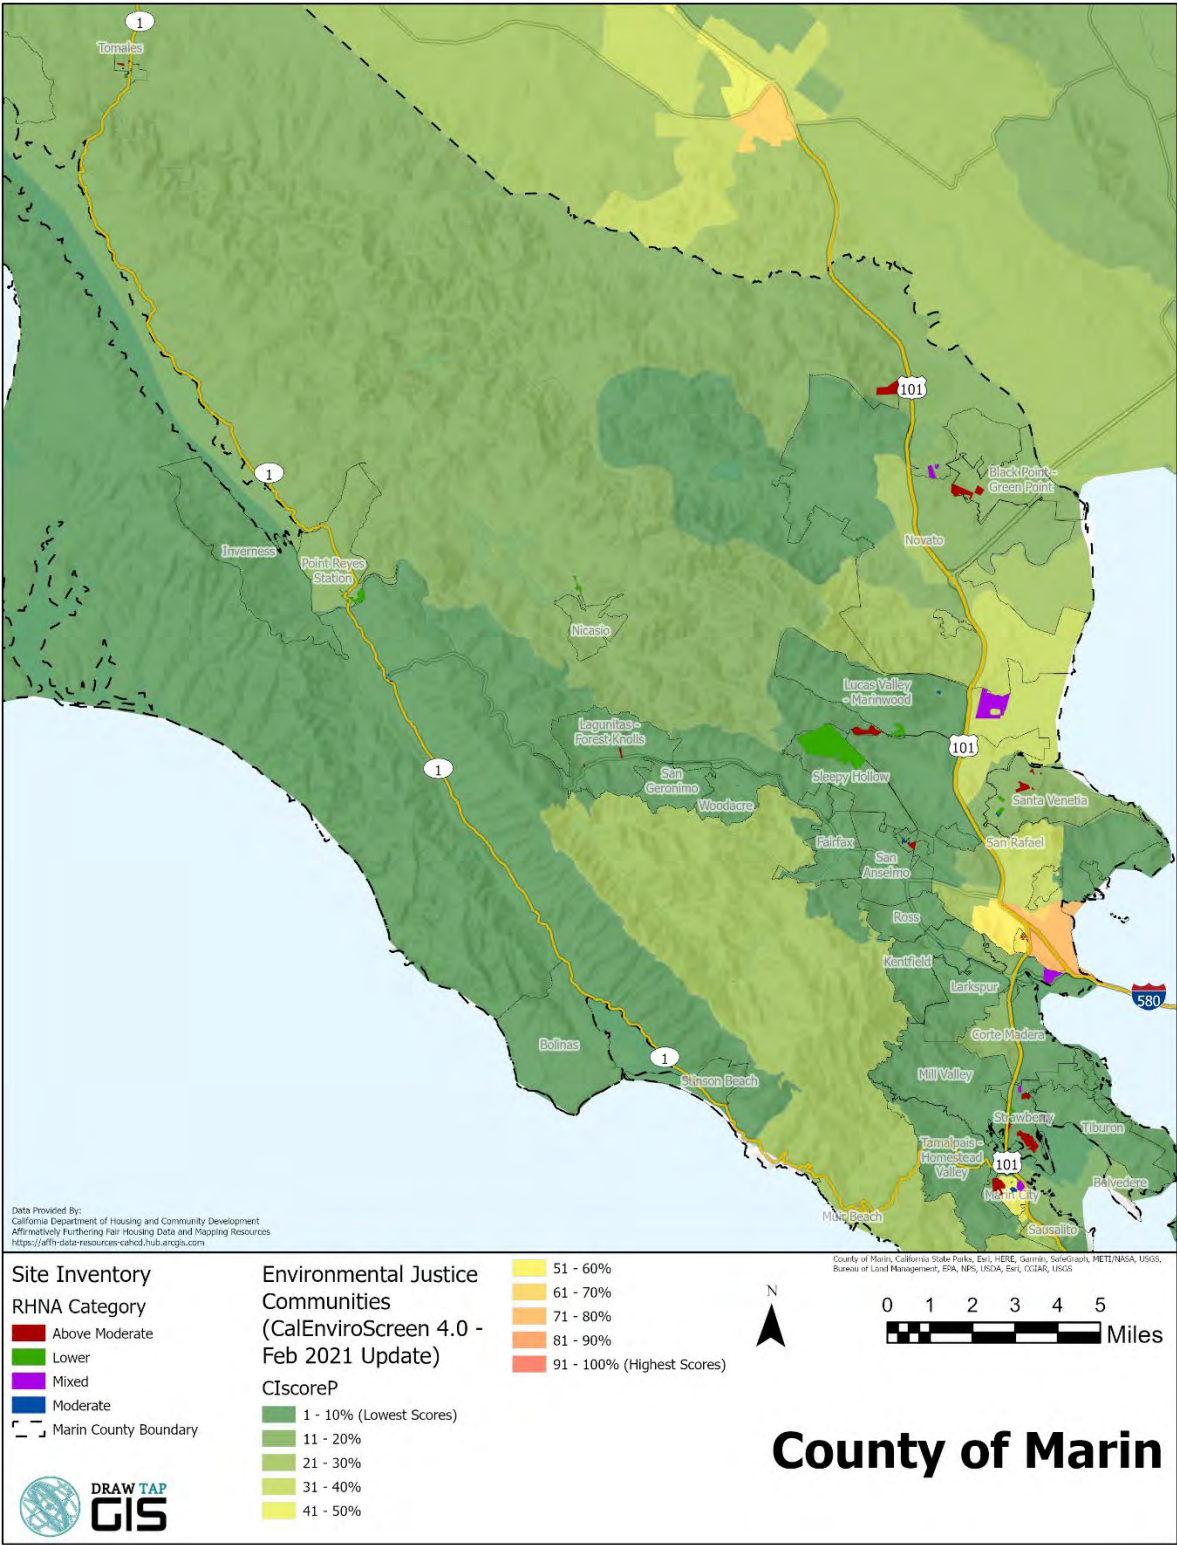 1
Tomales
101
Black Point -
Green Point
1
Novato
Inverness
Point Reyes
Station
Nicasio
Lucas Valley
- Marinwood
Lagunitas -
Forest Knolls
101
1
San
Geronimo
Sleepy Hollow
Woodacre
Santa Venetia
Fairfax
San Rafael
San
Anselmo
Ross
Kentfield
Larkspur
580
Corte Madera
Bolinas
1
Stinson Beach
Mill Valley
Strawberry
Tiburon
Tamalpais -
Homestead
Valley
101
Belvedere
Marin City
Muir Beach
Sausalito
Data Provided By:
California Department of Housing and Community Development
Affirmatively Furthering Fair Housing Data and Mapping Resources
https://affh-data-resources-cahcd.hub.arcgis.com
County of Marin, California State Parks, Esri, HERE, Garmin, SafeGraph, METI/NASA, USGS,
Bureau of Land Management, EPA, NPS, USDA, Esri, CGIAR, USGS
Site Inventory
RHNA Category
Above Moderate
Lower
Mixed
Moderate
Marin County Boundary
DRAW TAP
GIS
Environmental Justice
Communities
(CalEnviroScreen 4.0 -
Feb 2021 Update)
CIscoreP
1 - 10% (Lowest Scores)
11 - 20%
21 - 30%
31 - 40%
41 - 50%
51 - 60%
61 - 70%
71 - 80%
81 - 90%
91 - 100% (Highest Scores)
N
0 1 2 3 4 5
Miles
County of Marin